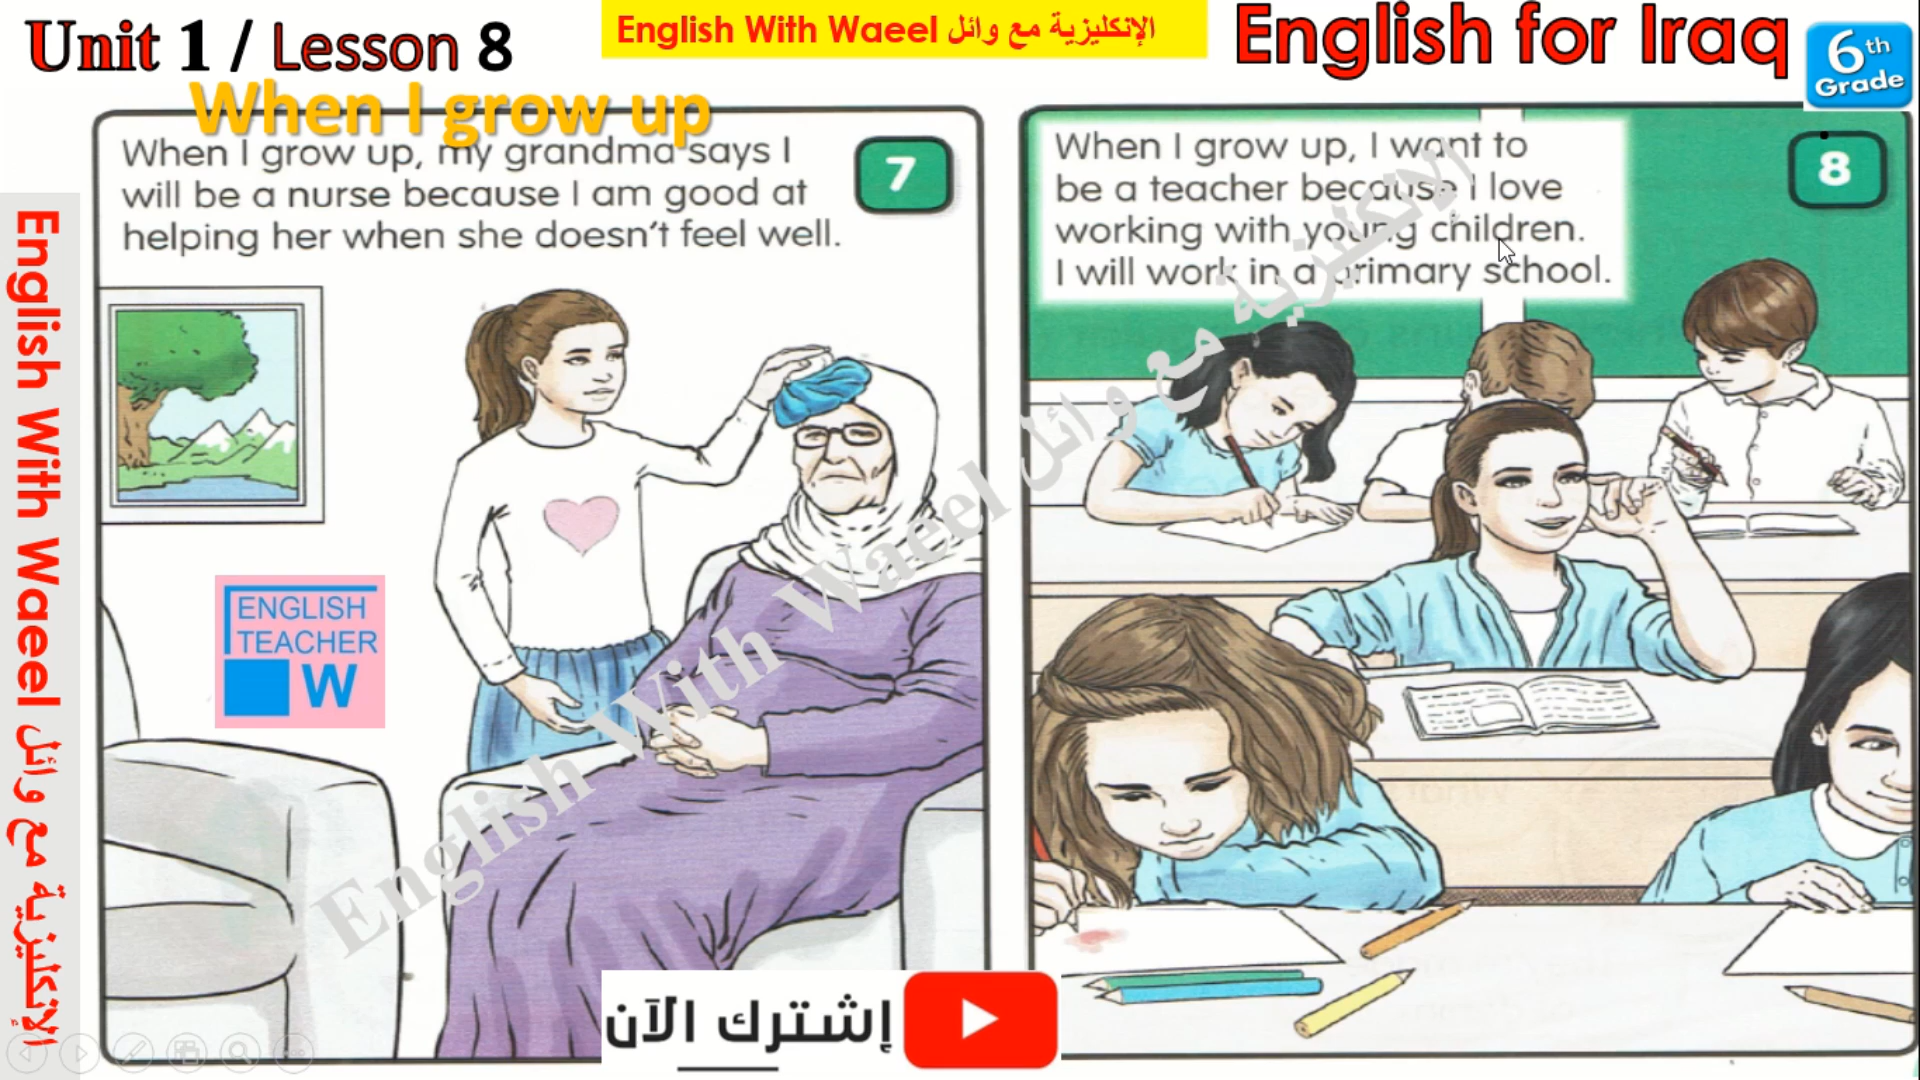 Unit 1 / Lesson 8
English With Waeel الإنكليزية مع وائل
English for Iraq
6th
Grade
When I grow up
When I grow up, my grandma says I
will be a nurse because I am good at
helping her when she doesn't feel well.
7
When I grow up, I want to
be a teacher because I love
working with young children.
I will work in a primary school.
8
English With Waeel الإنكليزية مع وائل
ENGLISH
TEACHER
W
English With Waeel الإنكليزية مع وائل
إشترك الآن